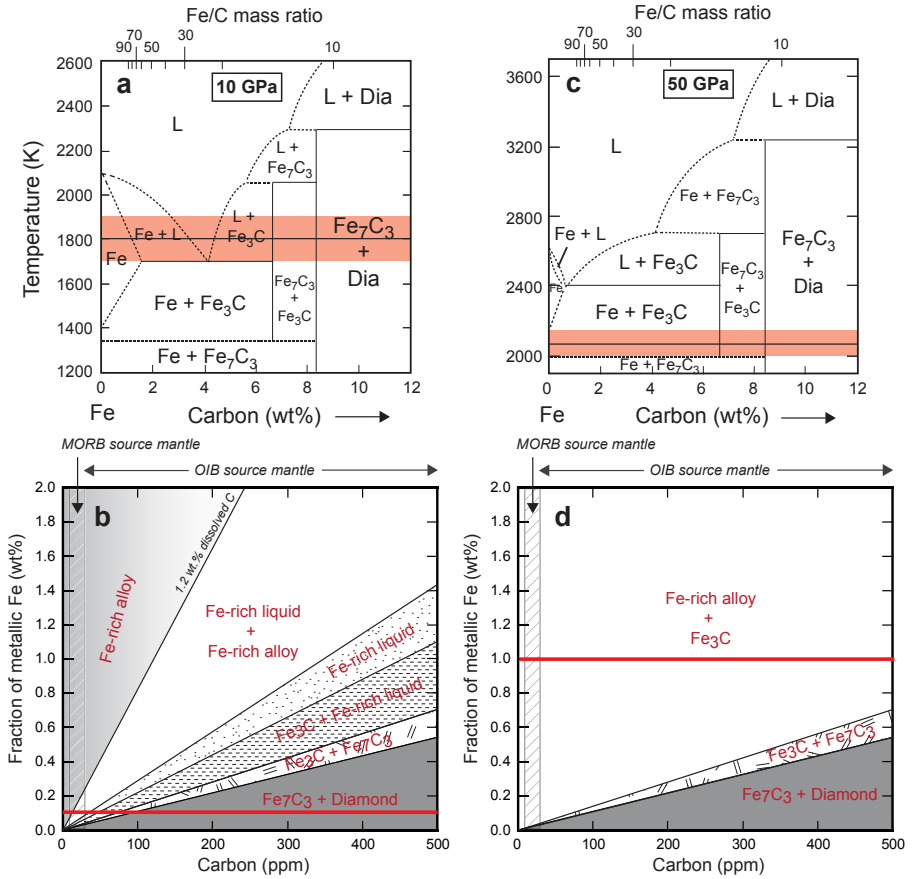 Fe/C mass ratio
90 70 50 30 10
2600
2400
2200
2000
1800
1600
1400
1200
Temperature (K)
a
10 GPa
L + Dia
L
L +
Fe7C3
Fe + L
L +
Fe3C
Fe7C3
+
Dia
Fe
Fe + Fe3C
Fe7C3
+
Fe3C
Fe + Fe7C3
0 2 4 6 8 10 12
Fe
Carbon (wt%)
Fe/C mass ratio
90 70 50 30 10
3600
3200
2800
2400
2000
c
50 GPa
L + Dia
L
Fe + Fe7C3
Fe + L
Fe
L + Fe3C
Fe7C3
+
Fe3C
Fe7C3
+
Dia
Fe + Fe3C
Fe + Fe7C3
0 2 4 6 8 10 12
Fe
Carbon (wt%)
MORB source mantle
OIB source mantle
2.0
1.8
1.6
1.4
1.2
1.0
0.8
0.6
0.4
0.2
0.0
Fraction of metallic Fe (wt%)
b
1.2 wt.% dissolved C
Fe-rich alloy
Fe-rich liquid
+
Fe-rich alloy
Fe-rich liquid
Fe3C + Fe-rich liquid
Fe3C + Fe7C3
Fe7C3 + Diamond
0 100 200 300 400 500
Carbon (ppm)
MORB source mantle
OIB source mantle
2.0
1.8
1.6
1.4
1.2
1.0
0.8
0.6
0.4
0.2
0.0
Fraction of metallic Fe (wt%)
d
Fe-rich alloy
+
Fe3C
Fe3C + Fe7C3
Fe7C3 + Diamond
0 100 200 300 400 500
Carbon (ppm)